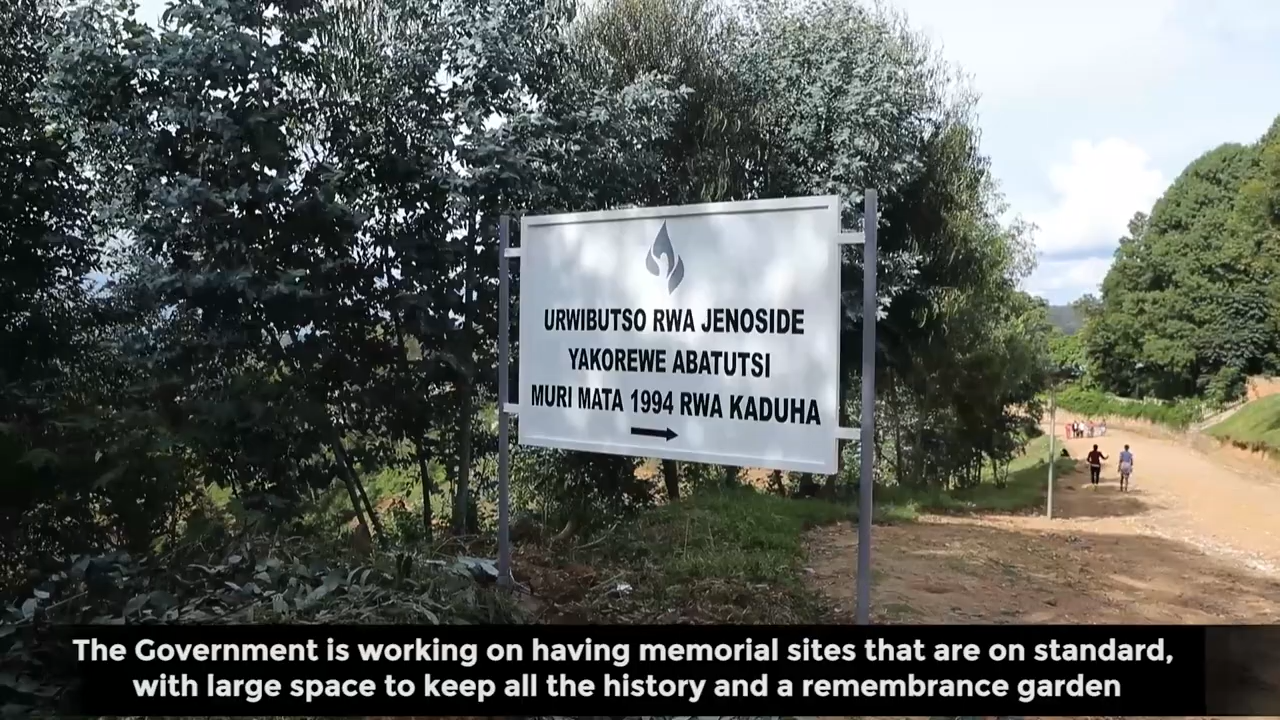 URWIBUTSO RWA JENOSIDE
YAKOREWE ABATUTSI
MURI MATA 1994 RWA KADUHA
The Government is working on having memorial sites that are on standard,
with large space to keep all the history and a remembrance garden